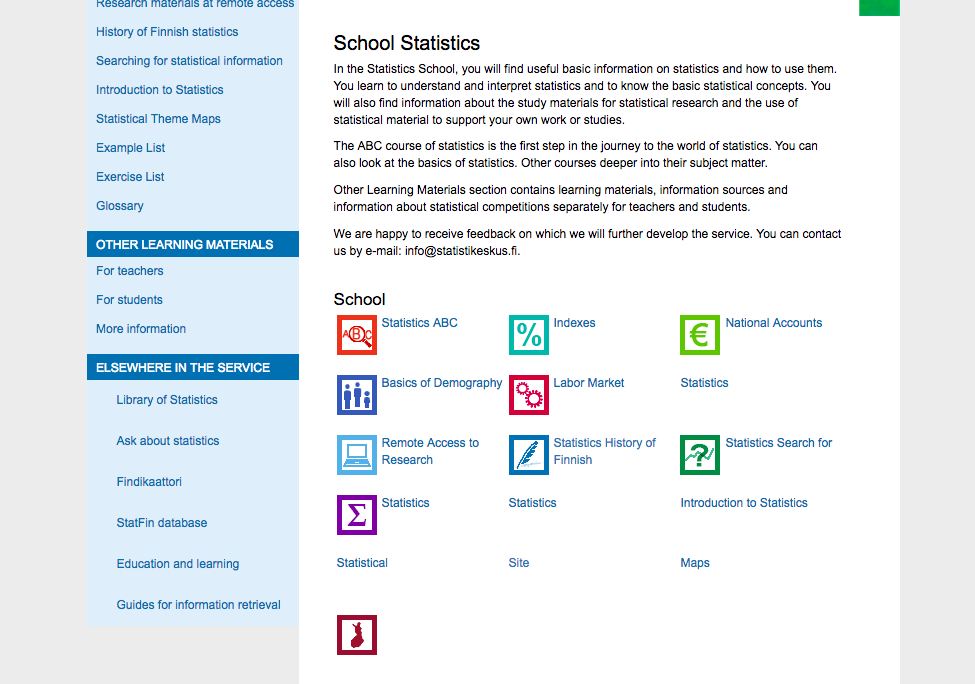 Research materials at remote access
History of Finnish statistics
Searching for statistical information
Introduction to Statistics
Statistical Theme Maps
Example List
Exercise List
Glossary
OTHER LEARNING MATERIALS
For teachers
For students
More information
ELSEWHERE IN THE SERVICE
Library of Statistics
Ask about statistics
Findikaattori
StatFin database
Education and learning
Guides for information retrieval
School Statistics
In the Statistics School, you will find useful basic information on statistics and how to use them.
You learn to understand and interpret statistics and to know the basic statistical concepts. You
will also find information about the study materials for statistical research and the use of
statistical material to support your own work or studies.
The ABC course of statistics is the first step in the journey to the world of statistics. You can
also look at the basics of statistics. Other courses deeper into their subject matter.
Other Learning Materials section contains learning materials, information sources and
information about statistical competitions separately for teachers and students.
We are happy to receive feedback on which we will further develop the service. You can contact
us by e-mail: info@statistikeskus.fi.
School
ABC Statistics ABC
% Indexes
€ National Accounts
Basics of Demography
Labor Market
Statistics
Remote Access to
Research
Statistics History of
Finnish
? Statistics Search for
Σ Statistics
Statistics
Introduction to Statistics
Statistical
Site
Maps